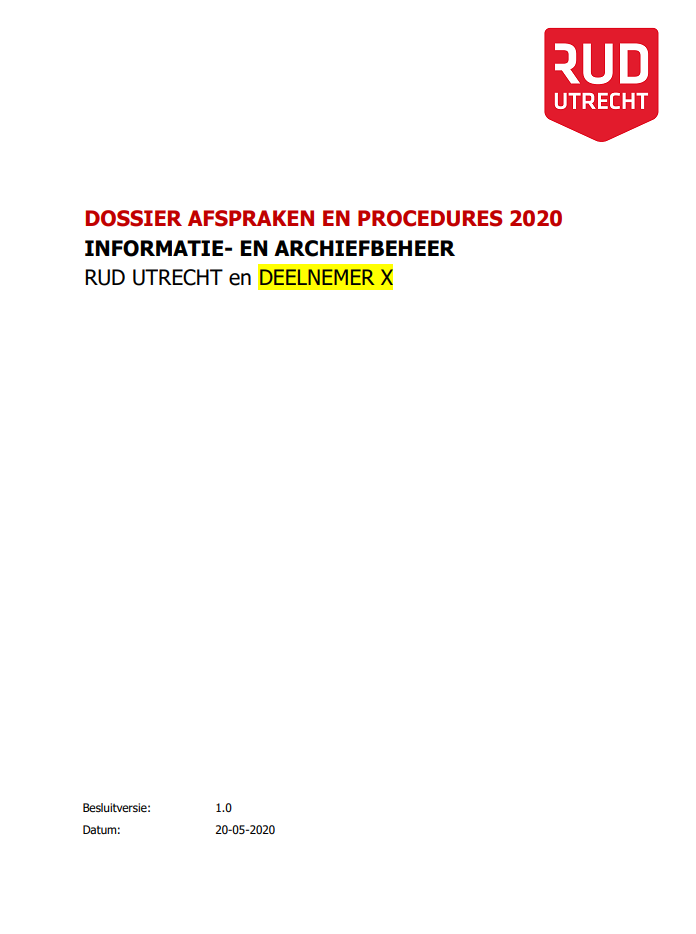 RUD
UTRECHT
DOSSIER AFSPRAKEN EN PROCEDURES 2020
INFORMATIE- EN ARCHIEFBEHEER
RUD UTRECHT en DEELNEMER X
Besluitversie: 1.0
Datum: 20-05-2020